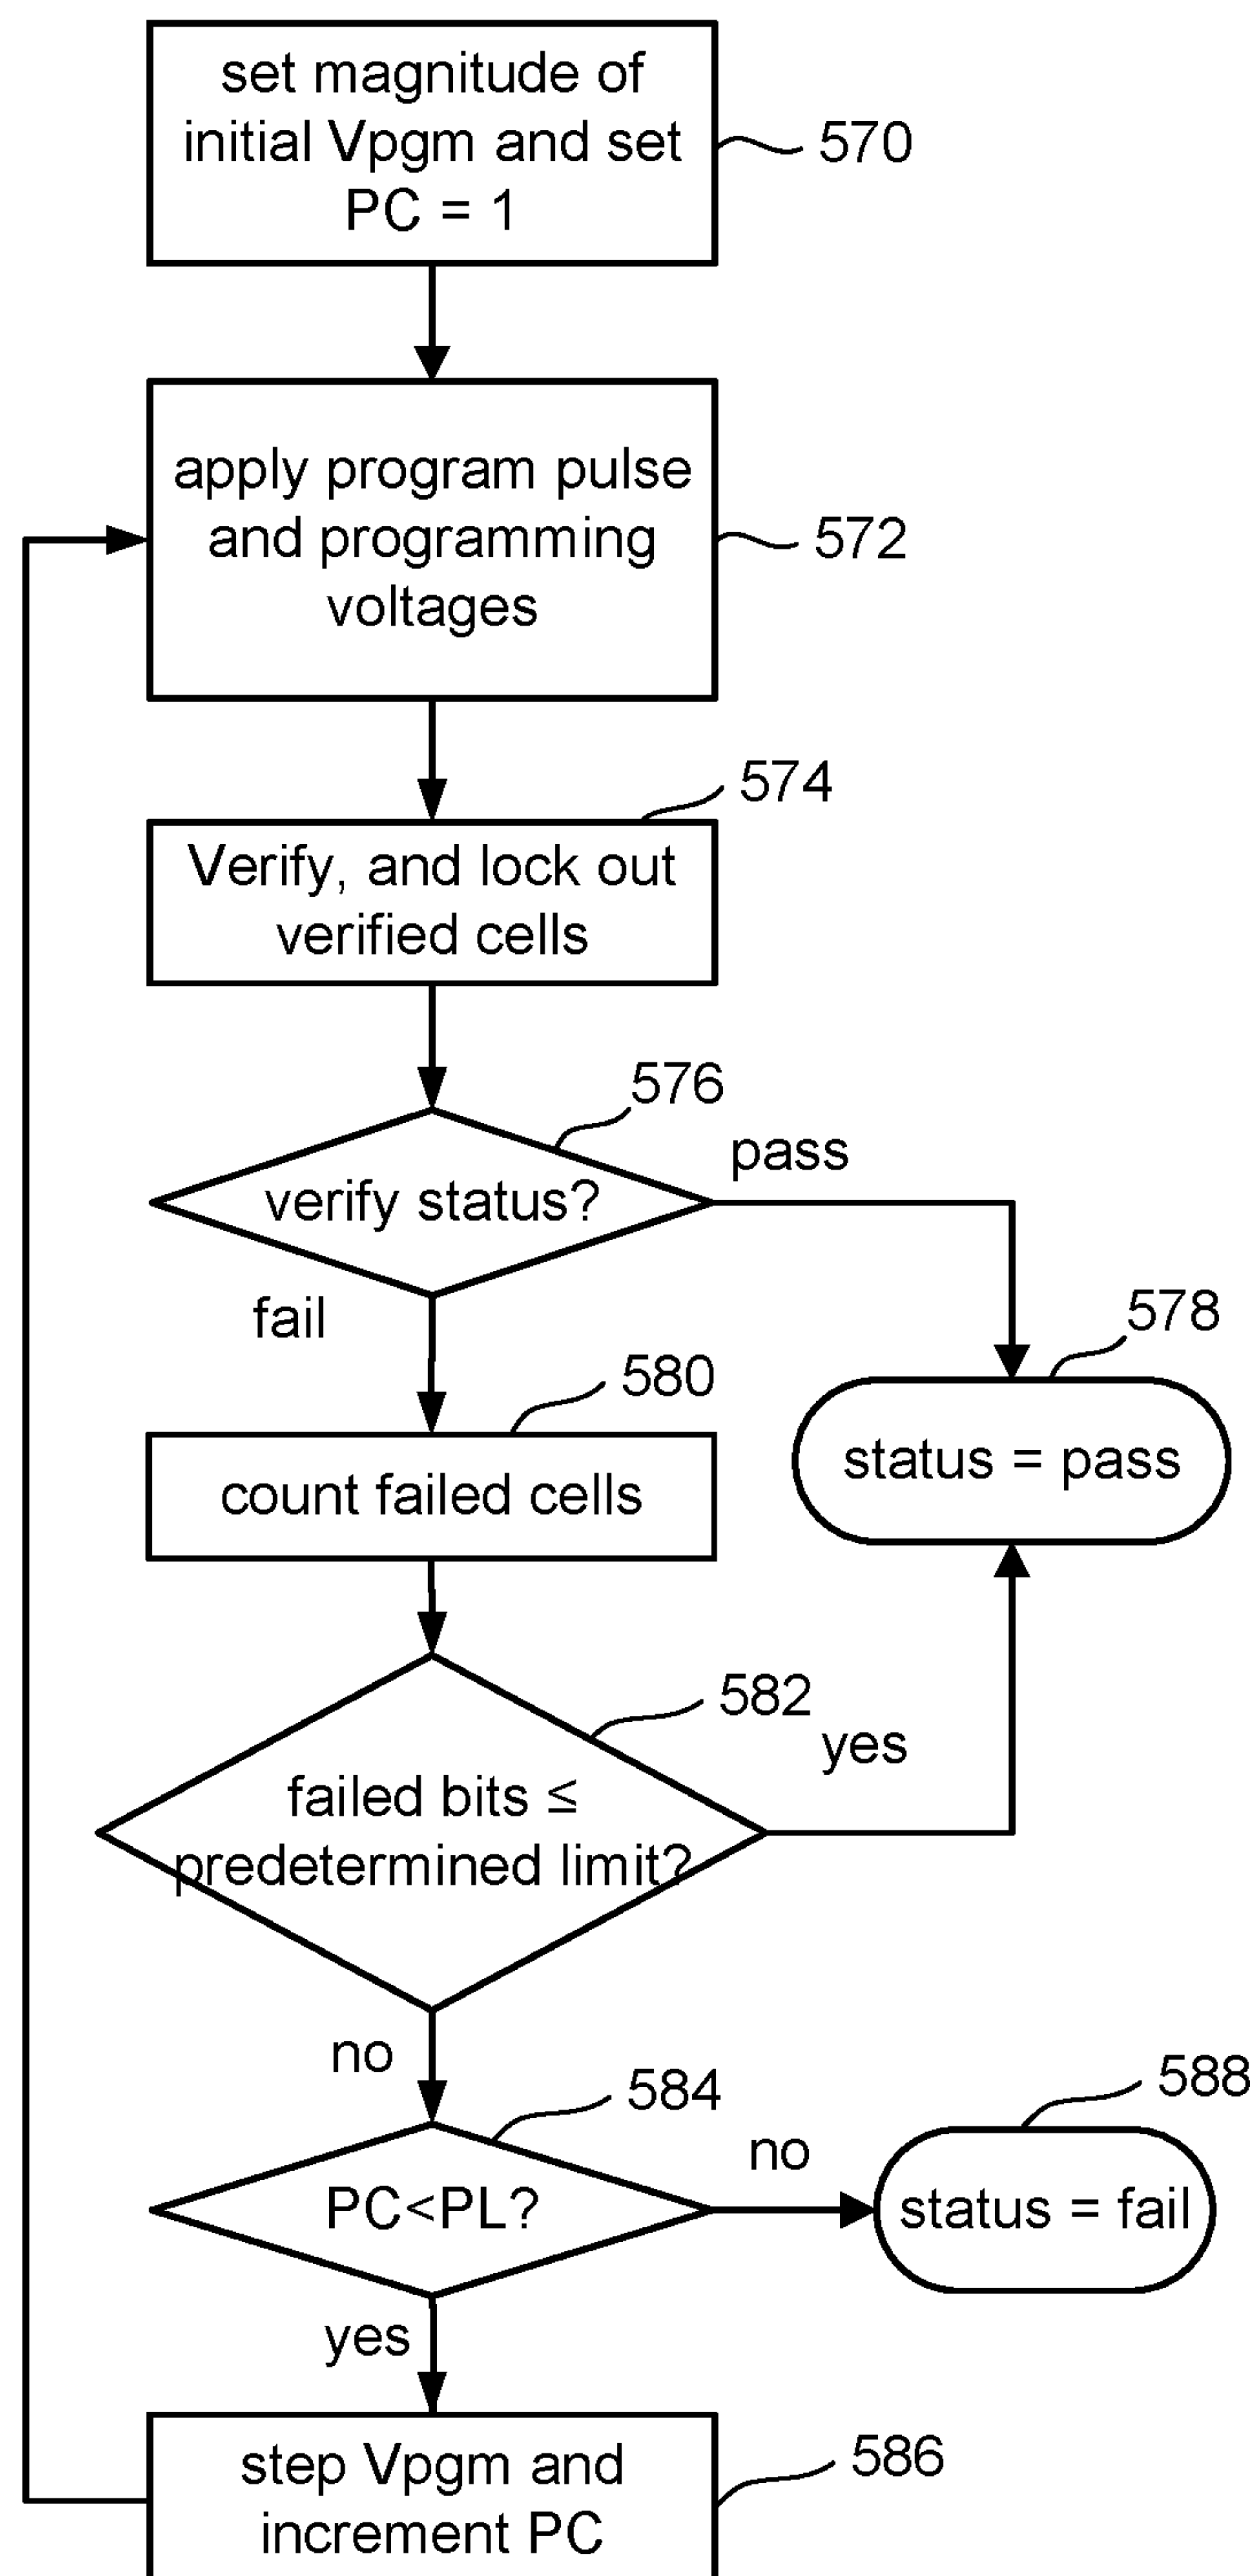 set magnitude of
initial Vpgm and set
PC = 1
570
apply program pulse
and programming
voltages
572
574
Verify, and lock out
verified cells
576
verify status?
pass
fail
578
status = pass
580
count failed cells
582
failed bits ≤
predetermined limit?
yes
no
584
PC<PL?
no
588
status = fail
yes
step Vpgm and
increment PC
586